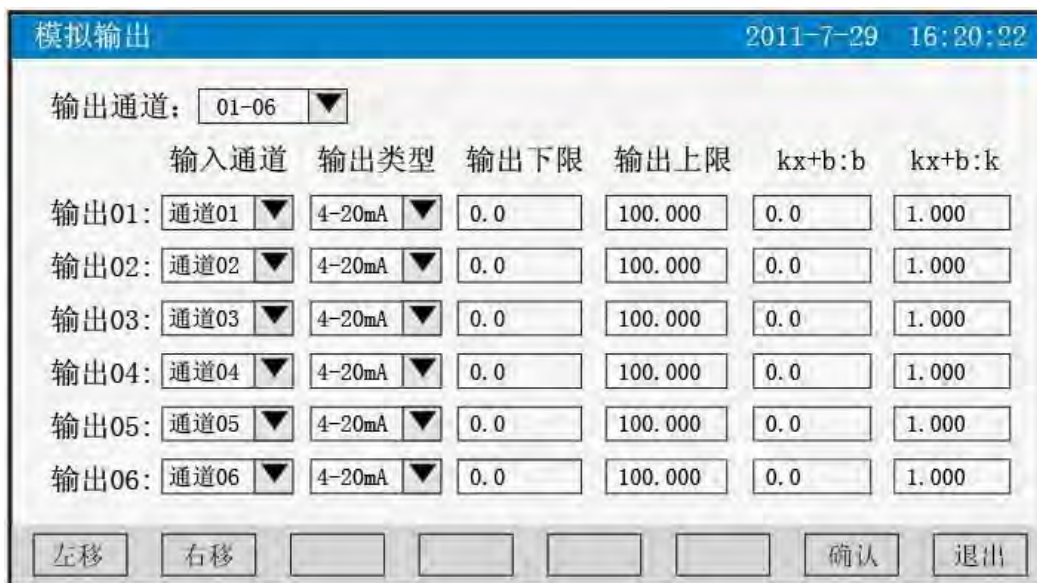 模拟输出 2011-7-29 16:20:22
输出通道: 01-06
输入通道 输出类型 输出下限 输出上限 kx+b:b kx+b:k
输出01: 通道01 4-20mA 0.0 100.000 0.0 1.000
输出02: 通道02 4-20mA 0.0 100.000 0.0 1.000
输出03: 通道03 4-20mA 0.0 100.000 0.0 1.000
输出04: 通道04 4-20mA 0.0 100.000 0.0 1.000
输出05: 通道05 4-20mA 0.0 100.000 0.0 1.000
输出06: 通道06 4-20mA 0.0 100.000 0.0 1.000
左移 右移 确认 退出